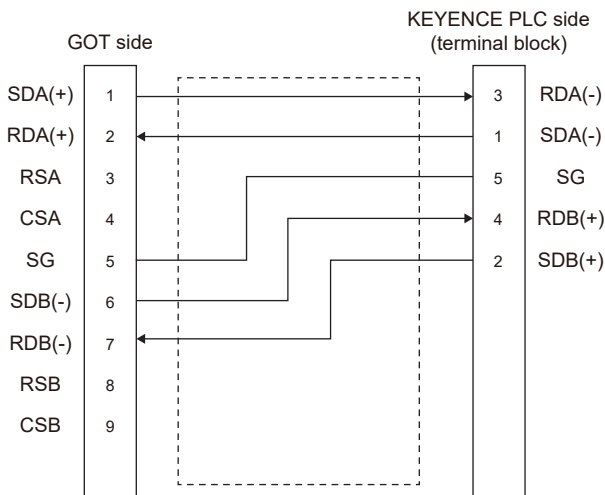 KEYENCE PLC side
GOT side (terminal block)
SDA(+) 1 3 RDA(-)
RDA(+) 2 1 SDA(-)
RSA 3 5 SG
CSA 4 4 RDB(+)
SG 5 2 SDB(+)
SDB(-) 6
RDB(-) 7
RSB 8
CSB 9